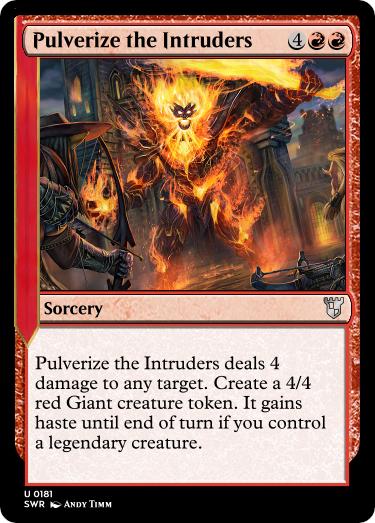 Pulverize the Intruders 4
Sorcery
Pulverize the Intruders deals 4
damage to any target. Create a 4/4
red Giant creature token. It gains
haste until end of turn if you control
a legendary creature.
U 0181
SWR Andy Timm